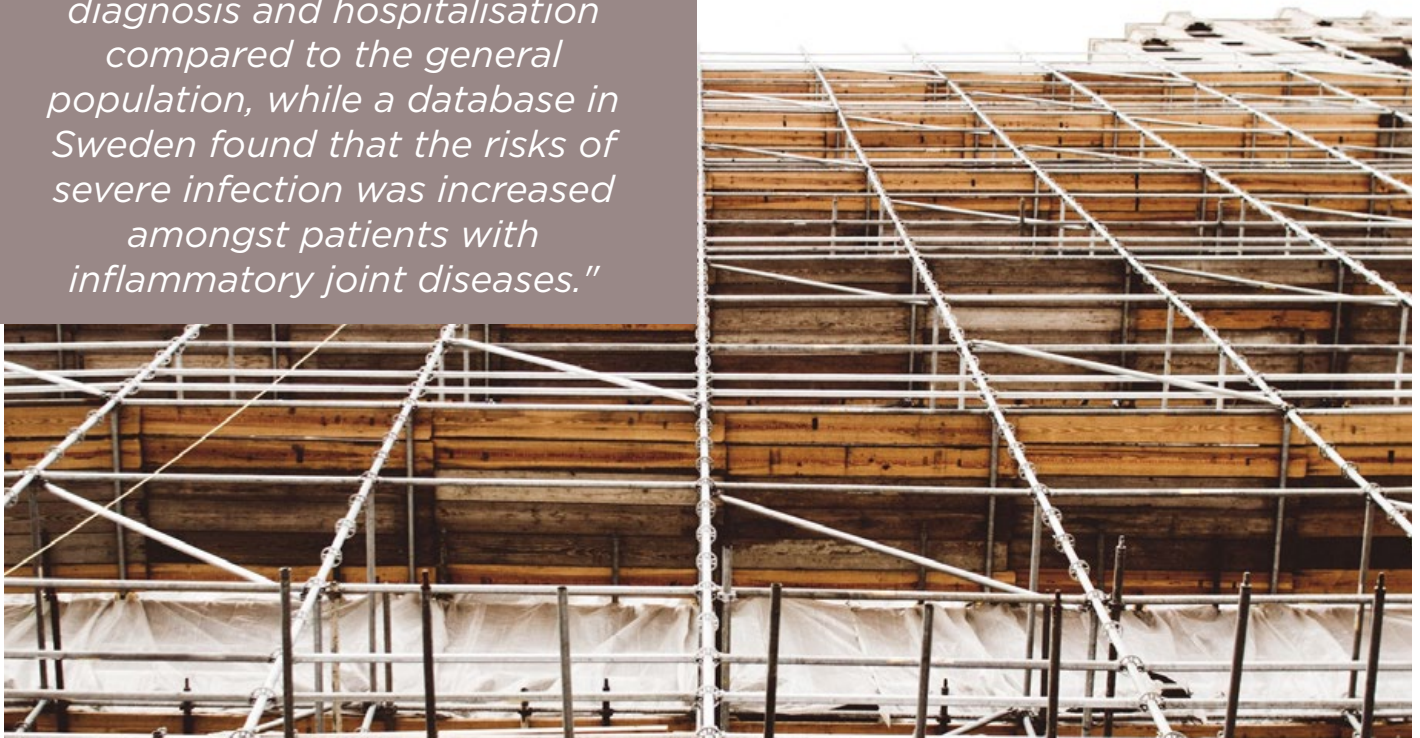 diagnosis and hospitalisation
compared to the general
population, while a database in
Sweden found that the risks of
severe infection was increased
amongst patients with
inflammatory joint diseases."